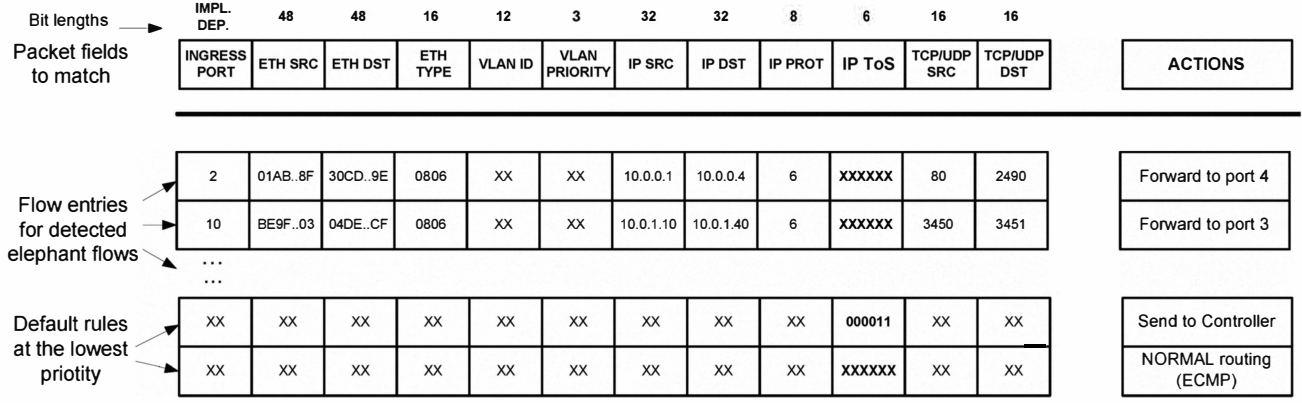 Bit lengths IMPL. DEP. 48 48 16 12 3 32 32 8 6 16 16
Packet fields to match INGRESS PORT ETH SRC ETH DST ETH TYPE VLAN ID VLAN PRIORITY IP SRC IP DST IP PROT IP ToS TCP/UDP SRC TCP/UDP DST ACTIONS
Flow entries for detected elephant flows
2 01AB..8F 30CD..9E 0806 XX XX 10.0.0.1 10.0.0.4 6 XXXXXX 80 2490 Forward to port 4
10 BE9F..03 04DE..CF 0806 XX XX 10.0.1.10 10.0.1.40 6 XXXXXX 3450 3451 Forward to port 3
...
...
Default rules at the lowest priotity
XX XX XX XX XX XX XX XX XX 000011 XX XX Send to Controller
XX XX XX XX XX XX XX XX XX XXXXXX XX XX NORMAL routing (ECMP)